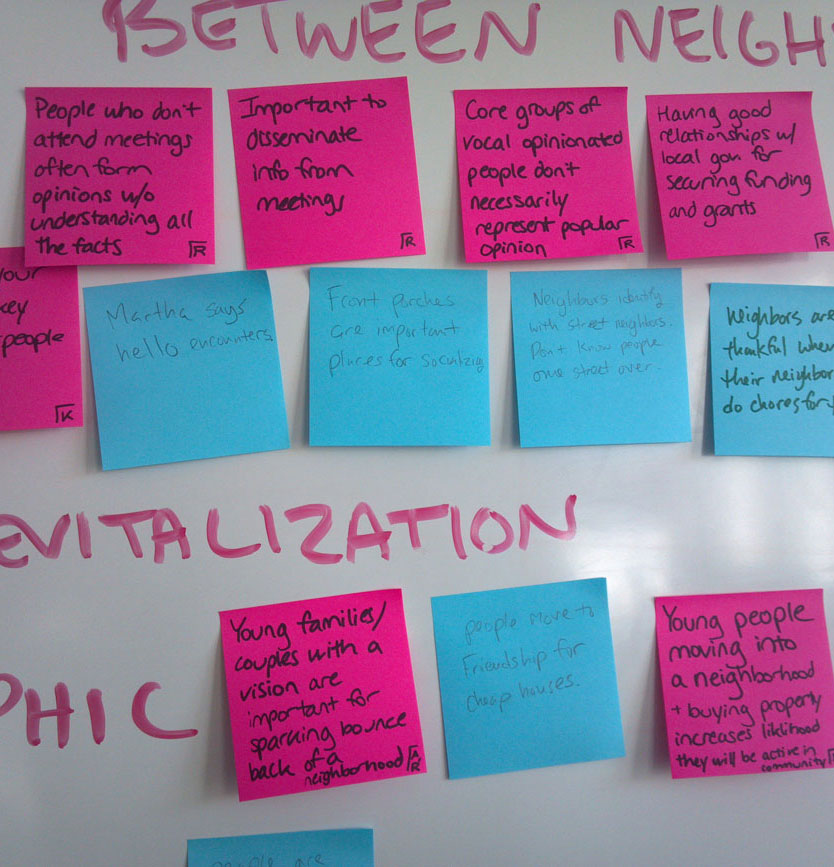 BETWEEN NEIGH
People who don't
attend meetings
often form
opinions w/o
understanding all
the facts
R
Important to
disseminate
info from
meetings
R
Core groups of
vocal opinionated
people don't
necessarily
represent popular
opinion
R
Having good
relationships w/
local gov for
securing funding
and grants
R
your
key
people
K
Martha says
hello encounters
Front porches
are important
places for socializing
Neighbors identify
with street neighbors.
Don't know people
one street over.
Neighbors are
thankful when
their neighbor
do chores for
EVITALIZATION
PHIC
Young families/
couples with a
vision are
important for
sparking bounce
back of a
neighborhood
AR
people move to
Friendship for
cheap houses.
Young people
moving into
a neighborhood
+ buying property
increases liklihood
they will be active in
community
people are